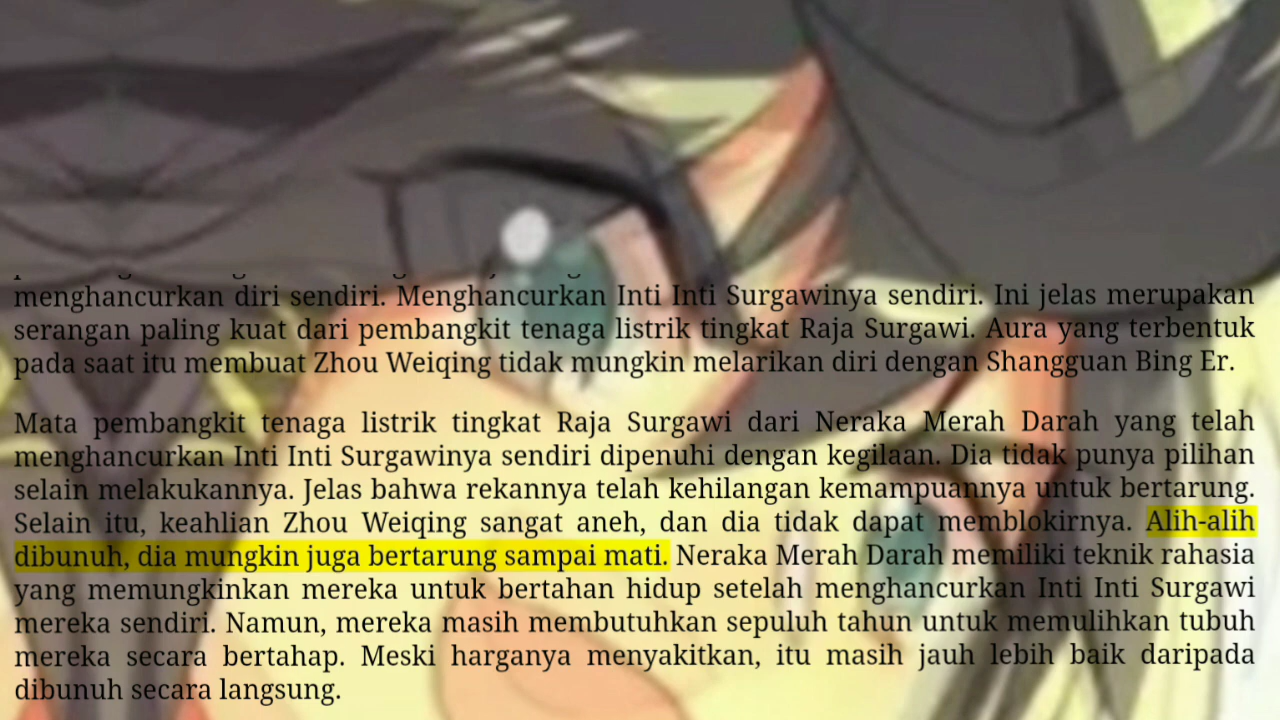 menghancurkan diri sendiri. Menghancurkan Inti Inti Surgawinya sendiri. Ini jelas merupakan
serangan paling kuat dari pembangkit tenaga listrik tingkat Raja Surgawi. Aura yang terbentuk
pada saat itu membuat Zhou Weiqing tidak mungkin melarikan diri dengan Shangguan Bing Er.
Mata pembangkit tenaga listrik tingkat Raja Surgawi dari Neraka Merah Darah yang telah
menghancurkan Inti Inti Surgawinya sendiri dipenuhi dengan kegilaan. Dia tidak punya pilihan
selain melakukannya. Jelas bahwa rekannya telah kehilangan kemampuannya untuk bertarung.
Selain itu, keahlian Zhou Weiqing sangat aneh, dan dia tidak dapat memblokirnya. Alih-alih
dibunuh, dia mungkin juga bertarung sampai mati. Neraka Merah Darah memiliki teknik rahasia
yang memungkinkan mereka untuk bertahan hidup setelah menghancurkan Inti Inti Surgawi
mereka sendiri. Namun, mereka masih membutuhkan sepuluh tahun untuk memulihkan tubuh
mereka secara bertahap. Meski harganya menyakitkan, itu masih jauh lebih baik daripada
dibunuh secara langsung.